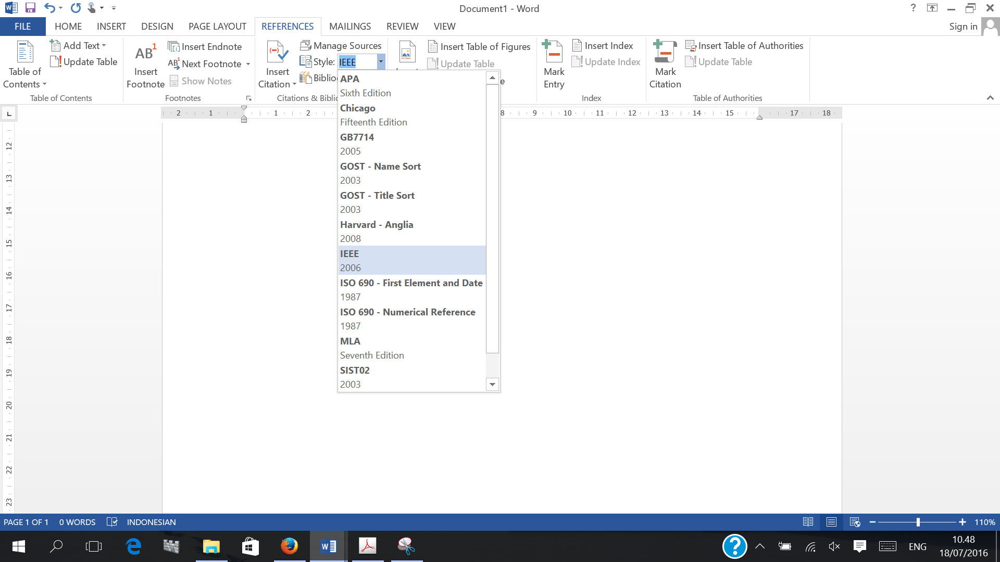 Document1 - Word
?
FILE HOME INSERT DESIGN PAGE LAYOUT REFERENCES MAILINGS REVIEW VIEW Sign in
Table of Contents
Add Text
Update Table
Table of Contents
AB1
Insert Footnote
Insert Endnote
AB1 Next Footnote
Show Notes
Footnotes
Insert Citation
Manage Sources
Style: IEEE
Biblio
Citations & Bibli
Insert Table of Figures
Update Table
e
Mark Entry
Insert Index
Update Index
Index
Mark Citation
Insert Table of Authorities
Update Table
Table of Authorities
APA
Sixth Edition
Chicago
Fifteenth Edition
GB7714
2005
GOST - Name Sort
2003
GOST - Title Sort
2003
Harvard - Anglia
2008
IEEE
2006
ISO 690 - First Element and Date
1987
ISO 690 - Numerical Reference
1987
MLA
Seventh Edition
SIST02
2003
2 1 1 2 8 9 10 11 12 13 14 15 17 18
12
13
14
15
16
17
18
19
20
21
22
23
PAGE 1 OF 1 0 WORDS INDONESIAN 110%
? ENG 10.48
18/07/2016